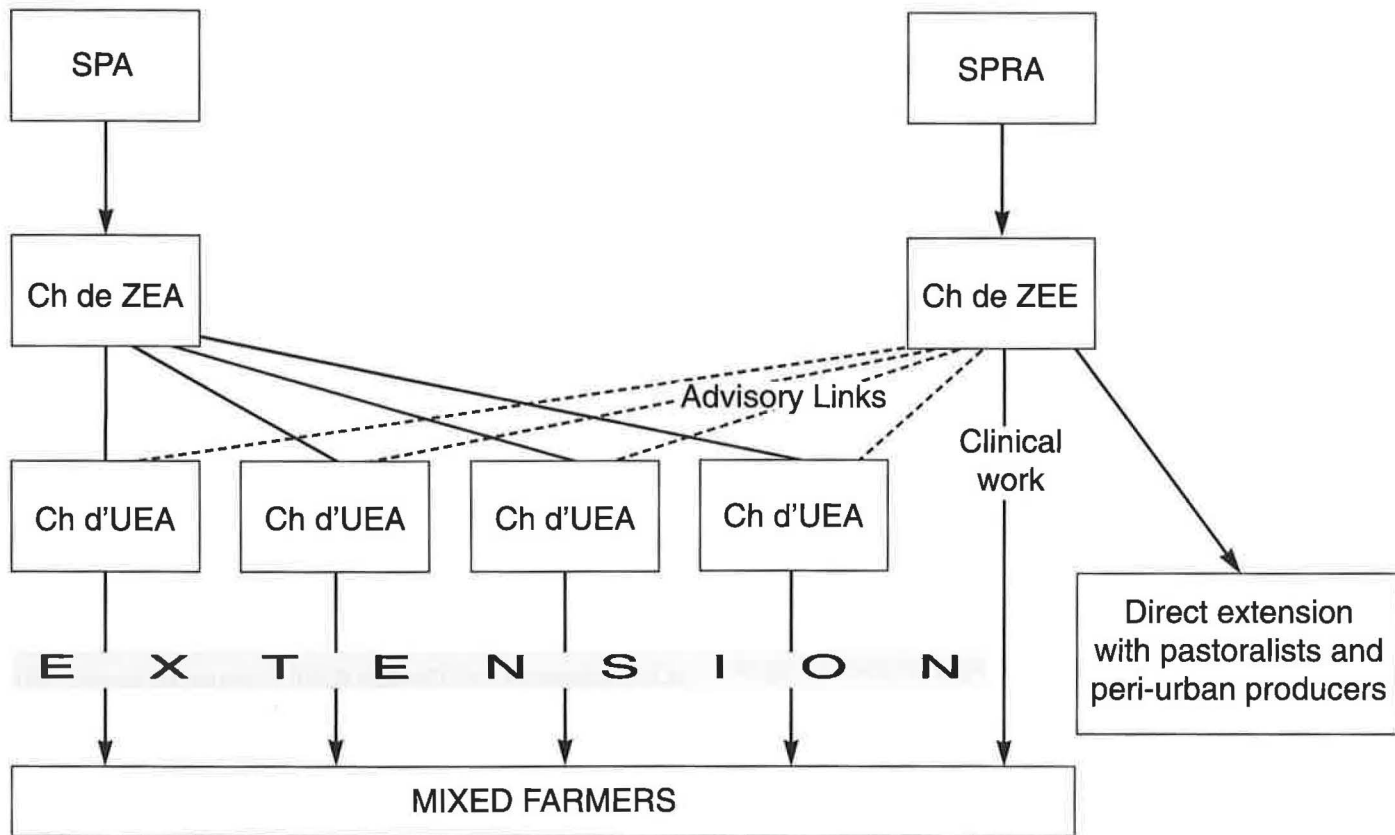 SPA
SPRA
Ch de ZEA
Ch de ZEE
Advisory Links
Clinical
work
Ch d'UEA
Ch d'UEA
Ch d'UEA
Ch d'UEA
Direct extension
with pastoralists and
peri-urban producers
EXTENSION
MIXED FARMERS